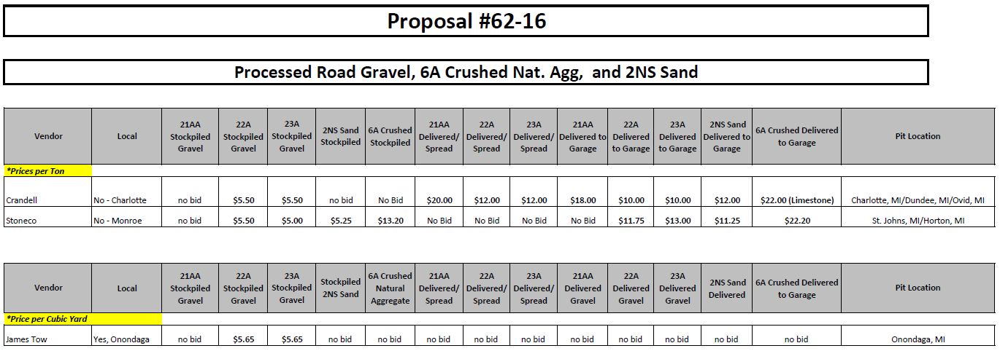 Proposal #62-16
Processed Road Gravel, 6A Crushed Nat. Agg, and 2NS Sand
Vendor Local 21AA Stockpiled Gravel 22A Stockpiled Gravel 23A Stockpiled Gravel 2NS Sand Stockpiled 6A Crushed Stockpiled 21AA Delivered/ Spread 22A Delivered/ Spread 23A Delivered/ Spread 21AA Delivered to Garage 22A Delivered to Garage 23A Delivered to Garage 2NS Sand Delivered to Garage 6A Crushed Delivered to Garage Pit Location
*Prices per Ton
Crandell No - Charlotte no bid $5.50 $5.50 no bid No Bid $20.00 $12.00 $12.00 $18.00 $10.00 $10.00 $12.00 $22.00 (Limestone) Charlotte, MI/Dundee, MI/Ovid, MI
Stoneco No - Monroe no bid $5.50 $5.00 $5.25 $13.20 No Bid No Bid No Bid No Bid $11.75 $13.00 $11.25 $22.20 St. Johns, MI/Horton, MI
Vendor Local 21AA Stockpiled Gravel 22A Stockpiled Gravel 23A Stockpiled Gravel Stockpiled 2NS Sand 6A Crushed Natural Aggregate 21AA Delivered/ Spread 22A Delivered/ Spread 23A Delivered/ Spread 21AA Delivered Gravel 22A Delivered Gravel 23A Delivered Gravel 2NS Sand Delivered 6A Crushed Delivered to Garage Pit Location
*Price per Cubic Yard
James Tow Yes, Onondaga no bid $5.65 $5.65 no bid no bid no bid no bid no bid no bid no bid no bid no bid no bid Onondaga, MI